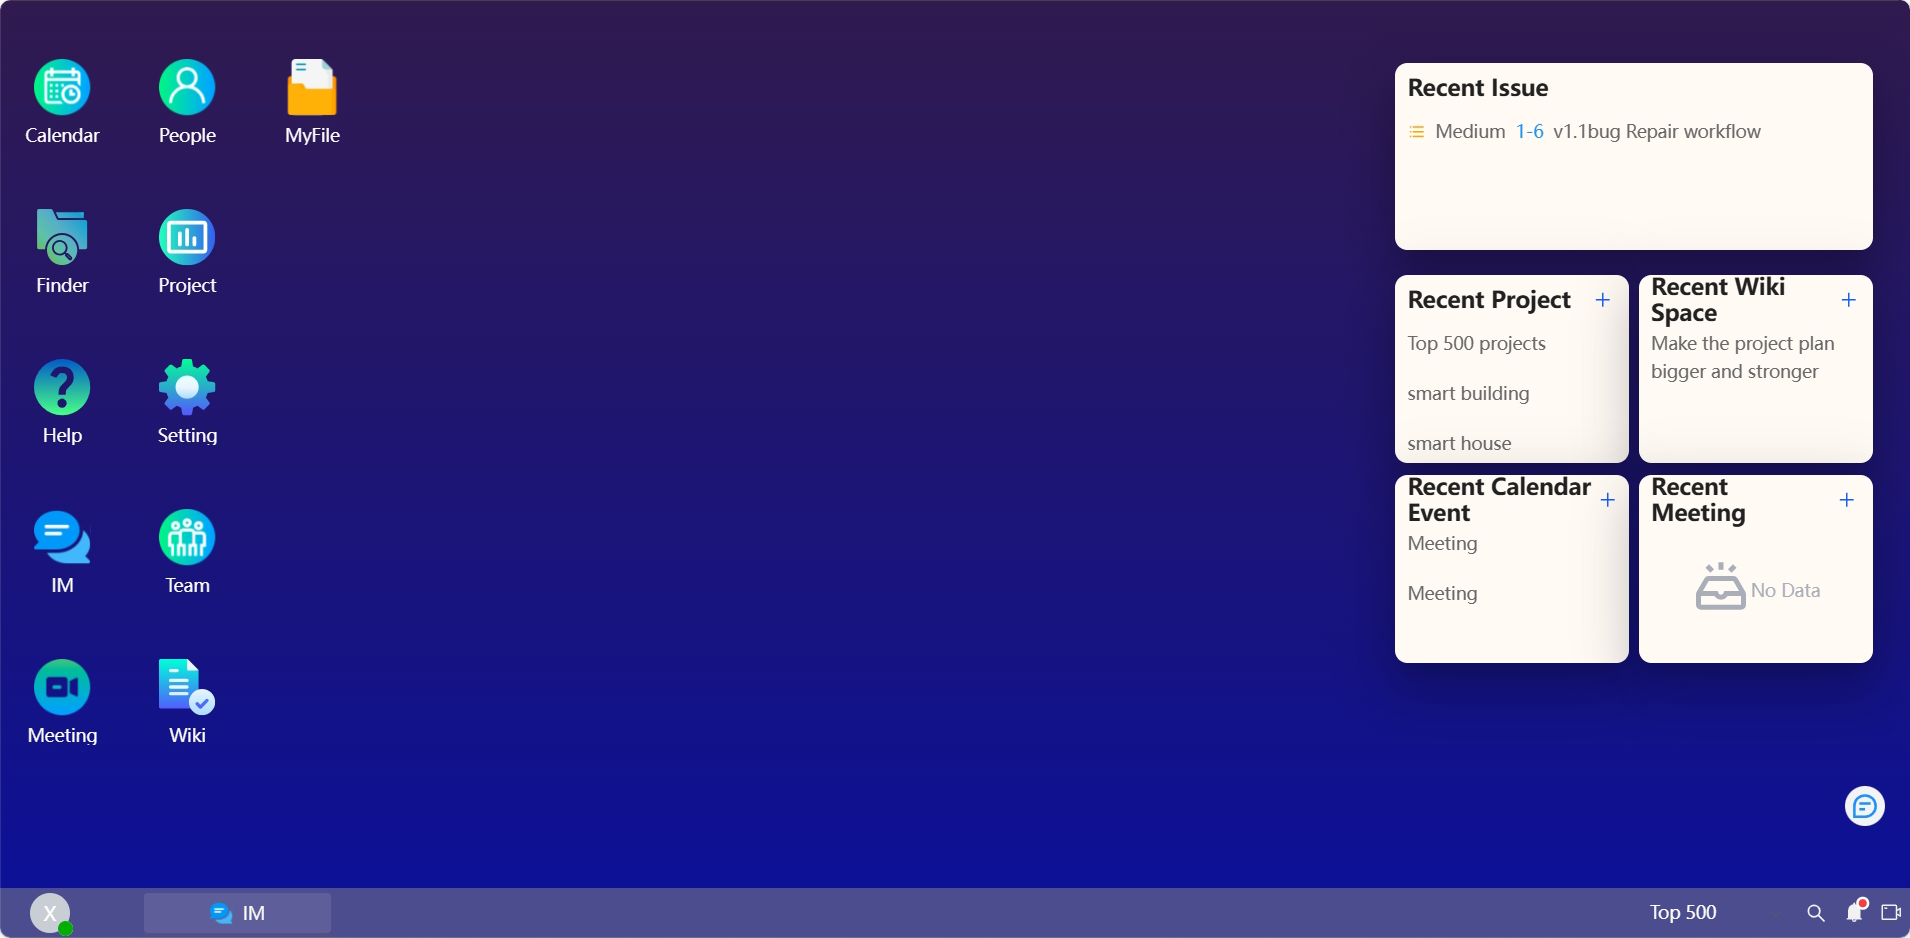 Calendar
People
MyFile
Finder
Project
Help
Setting
IM
Team
Meeting
Wiki
Recent Issue
Medium 1-6 v1.1bug Repair workflow
Recent Project +
Top 500 projects
smart building
smart house
Recent Wiki
Space +
Make the project plan
bigger and stronger
Recent Calendar
Event +
Meeting
Meeting
Recent
Meeting +
No Data
X
IM
Top 500